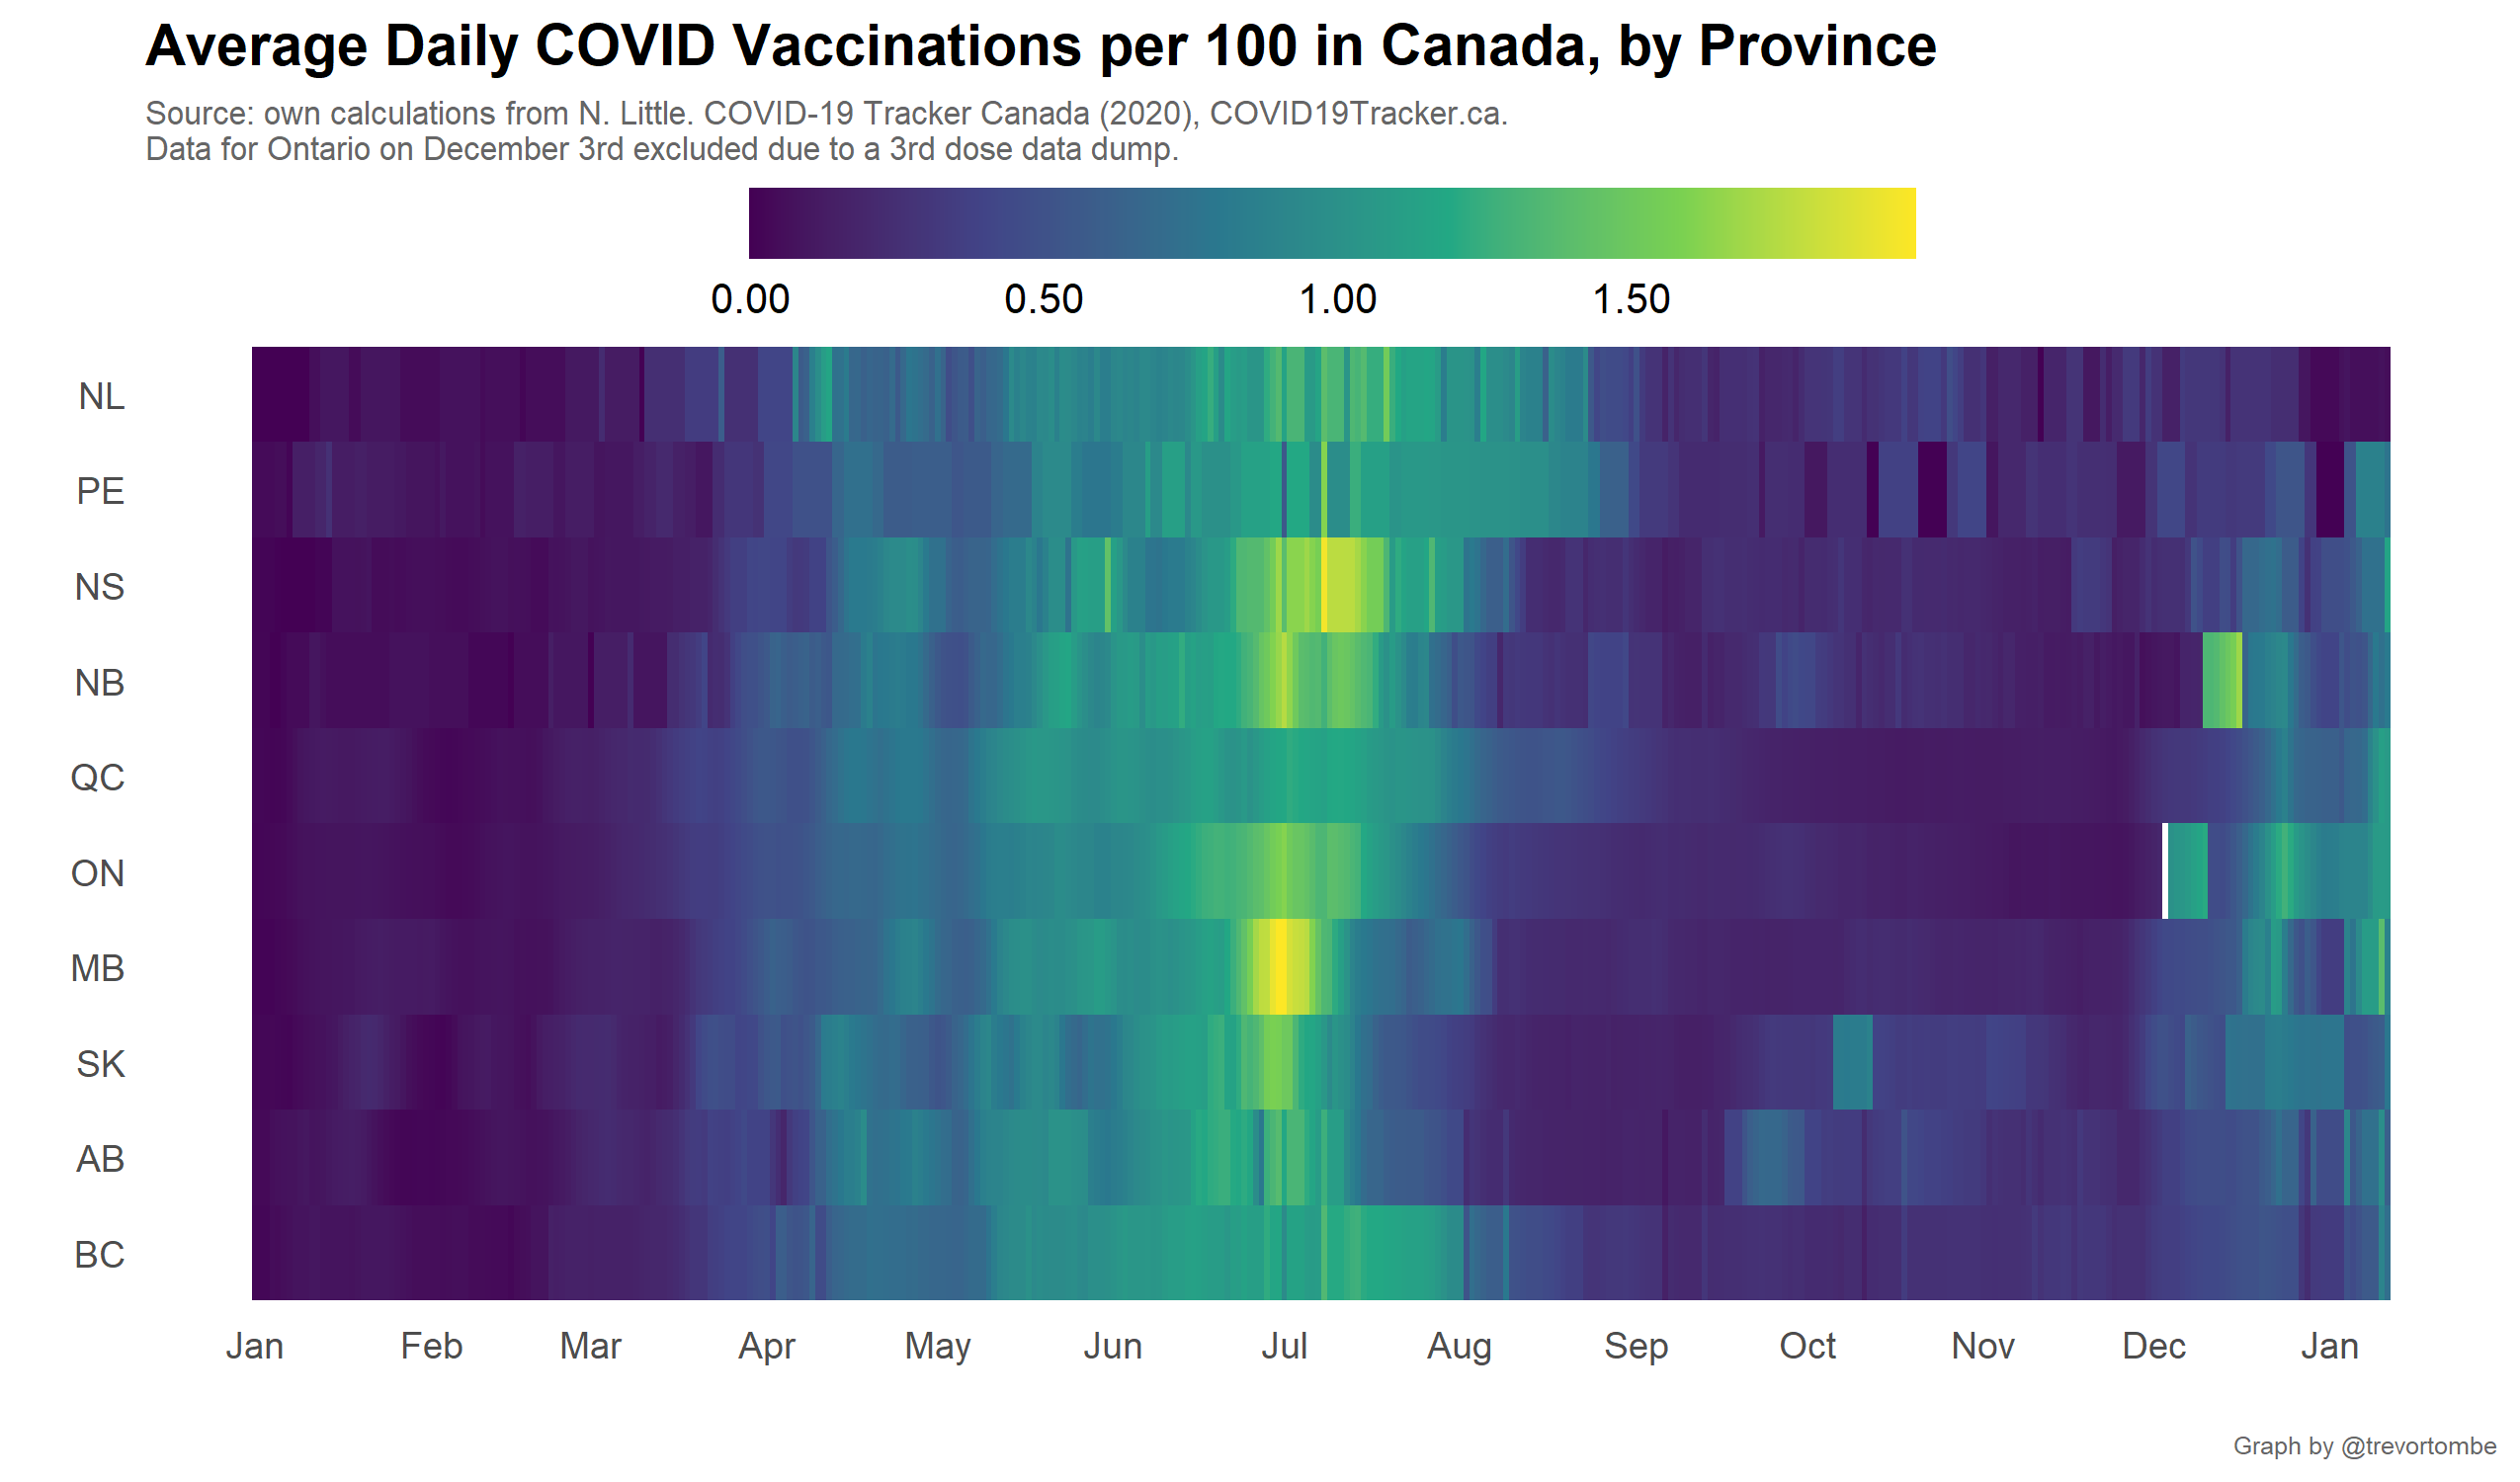 Average Daily COVID Vaccinations per 100 in Canada, by Province
Source: own calculations from N. Little. COVID-19 Tracker Canada (2020), COVID19Tracker.ca.
Data for Ontario on December 3rd excluded due to a 3rd dose data dump.
0.00 0.50 1.00 1.50
NL
PE
NS
NB
QC
ON
MB
SK
AB
BC
Jan Feb Mar Apr May Jun Jul Aug Sep Oct Nov Dec Jan
Graph by @trevortombe